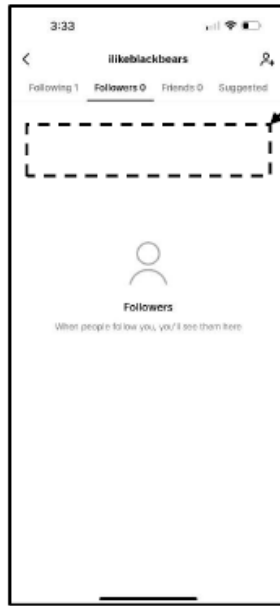 3:33
ilikeblackbears
Following 1 Followers 0 Friends 0 Suggested
Followers
When people follow you, you'll see them here